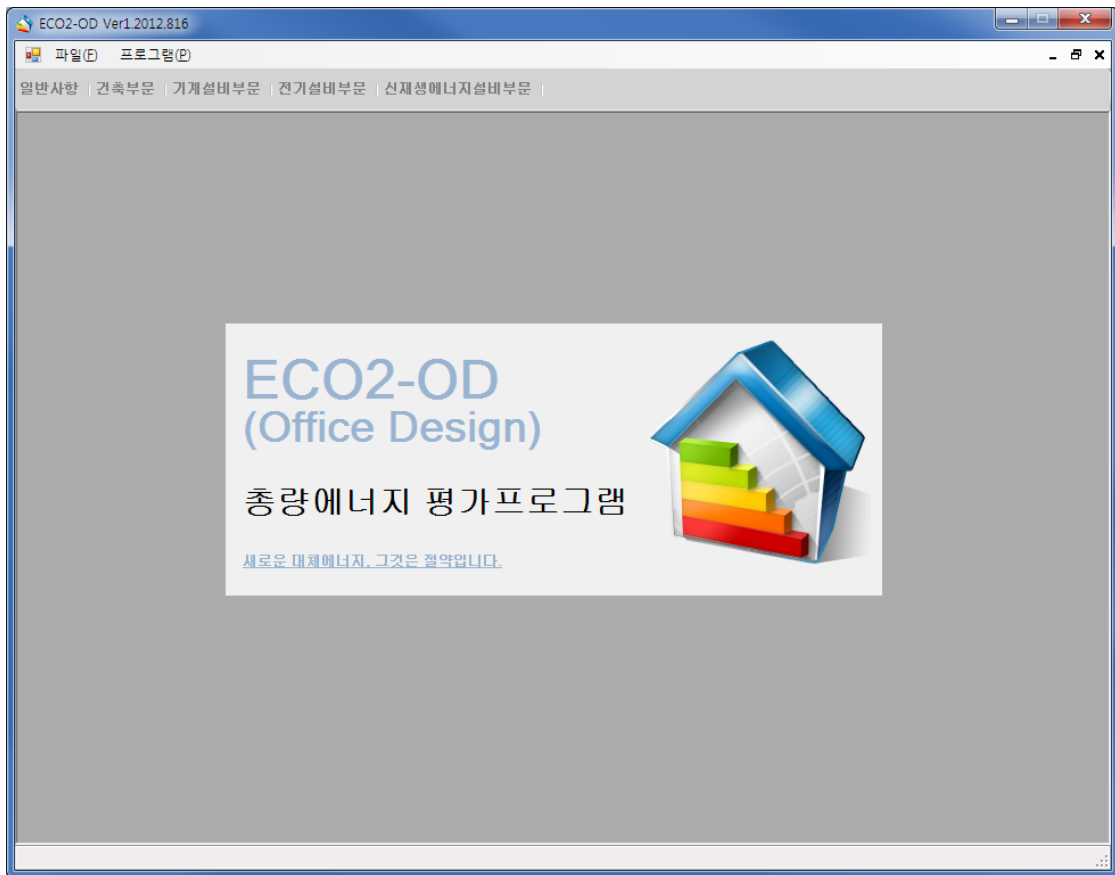 ECO2-OD Ver1.2012.816
파일(F) 프로그램(P)
일반사항 | 건축부문 | 기계설비부문 | 전기설비부문 | 신재생에너지설비부문 |
ECO2-OD
(Office Design)
총량에너지 평가프로그램
새로운 대체에너지, 그것은 절약입니다.